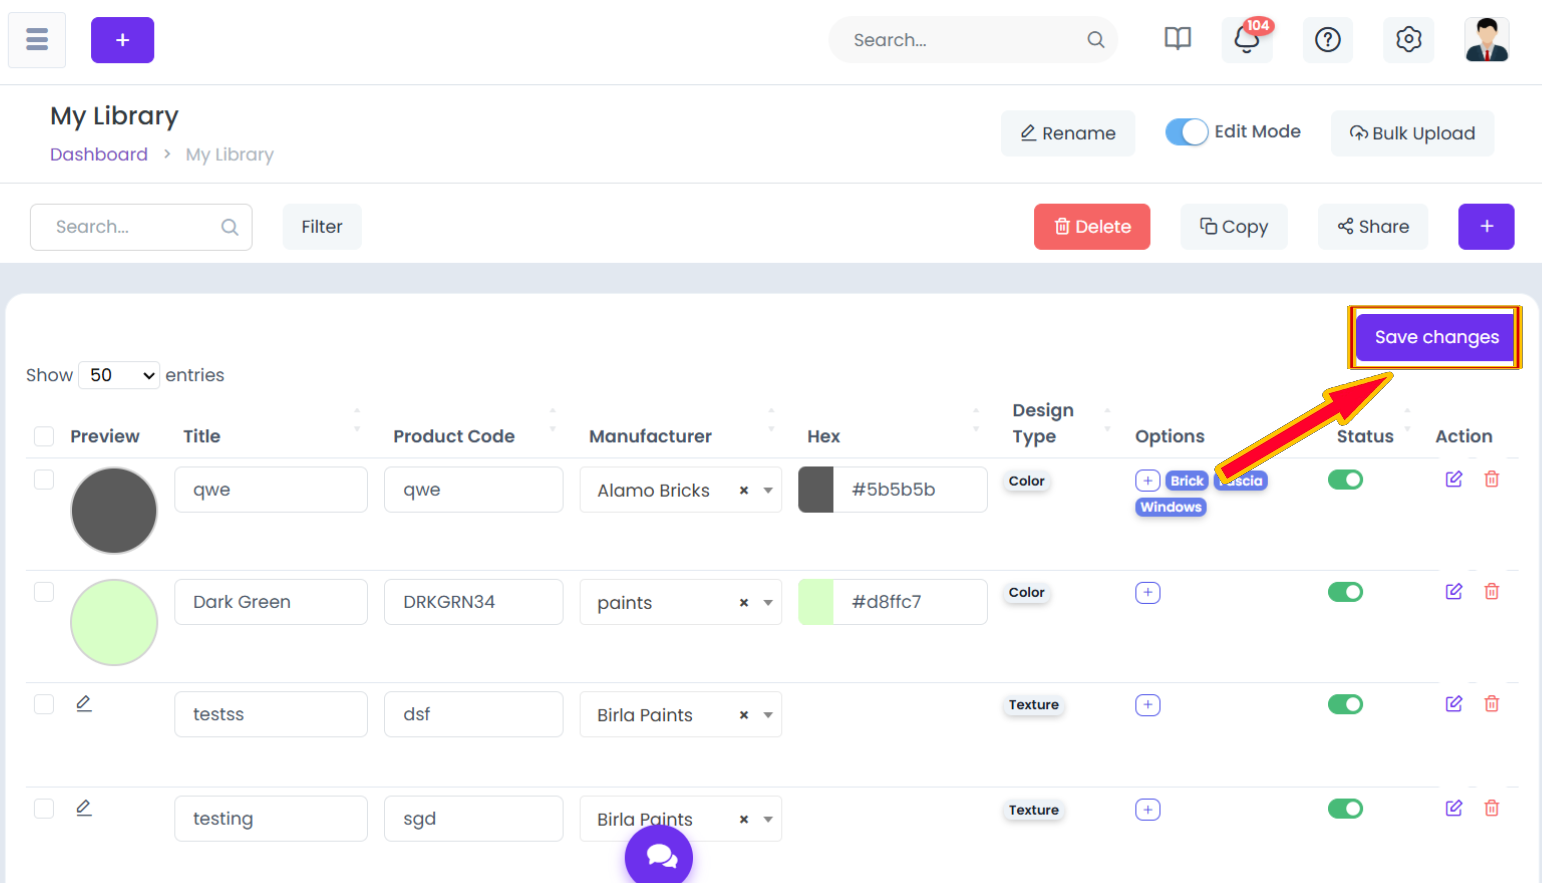 +
Search...
104
My Library
Rename
Edit Mode
Bulk Upload
Dashboard > My Library
Search...
Filter
Delete
Copy
Share
+
Save changes
Show 50 entries
Preview Title Product Code Manufacturer Hex Design Type Options Status Action
qwe qwe Alamo Bricks × #5b5b5b Color + Brick
Windows
Dark Green DRKGRN34 paints × #d8ffc7 Color +
testss dsf Birla Paints × Texture +
testing sgd Birla Paints × Texture +